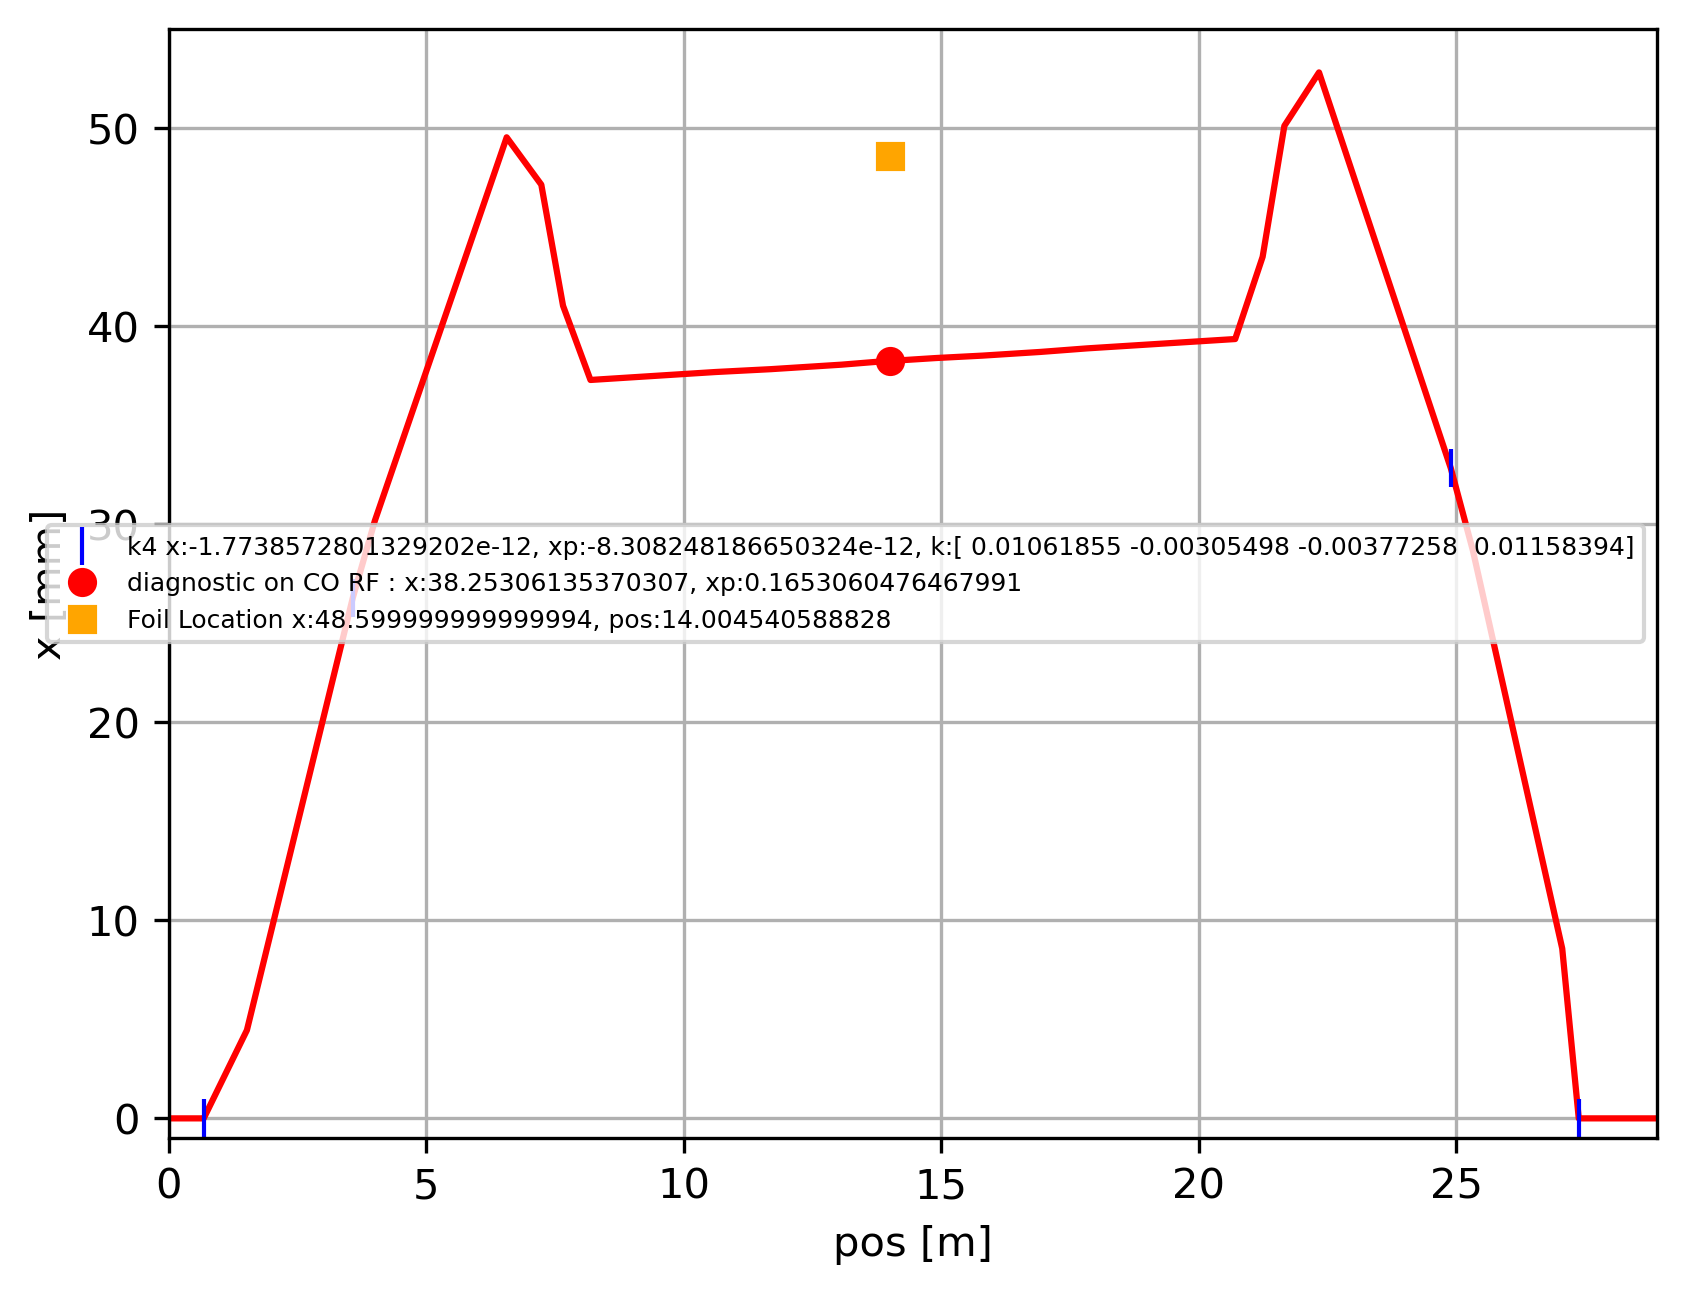 50
40
30
20
10
0
x [mm]
k4 x:-1.7738572801329202e-12, xp:-8.308248186650324e-12, k:[ 0.01061855 -0.00305498 -0.00377258  0.01158394]
diagnostic on CO RF : x:38.25306135370307, xp:0.1653060476467991
Foil Location x:48.599999999999994, pos:14.004540588828
0 5 10 15 20 25
pos [m]